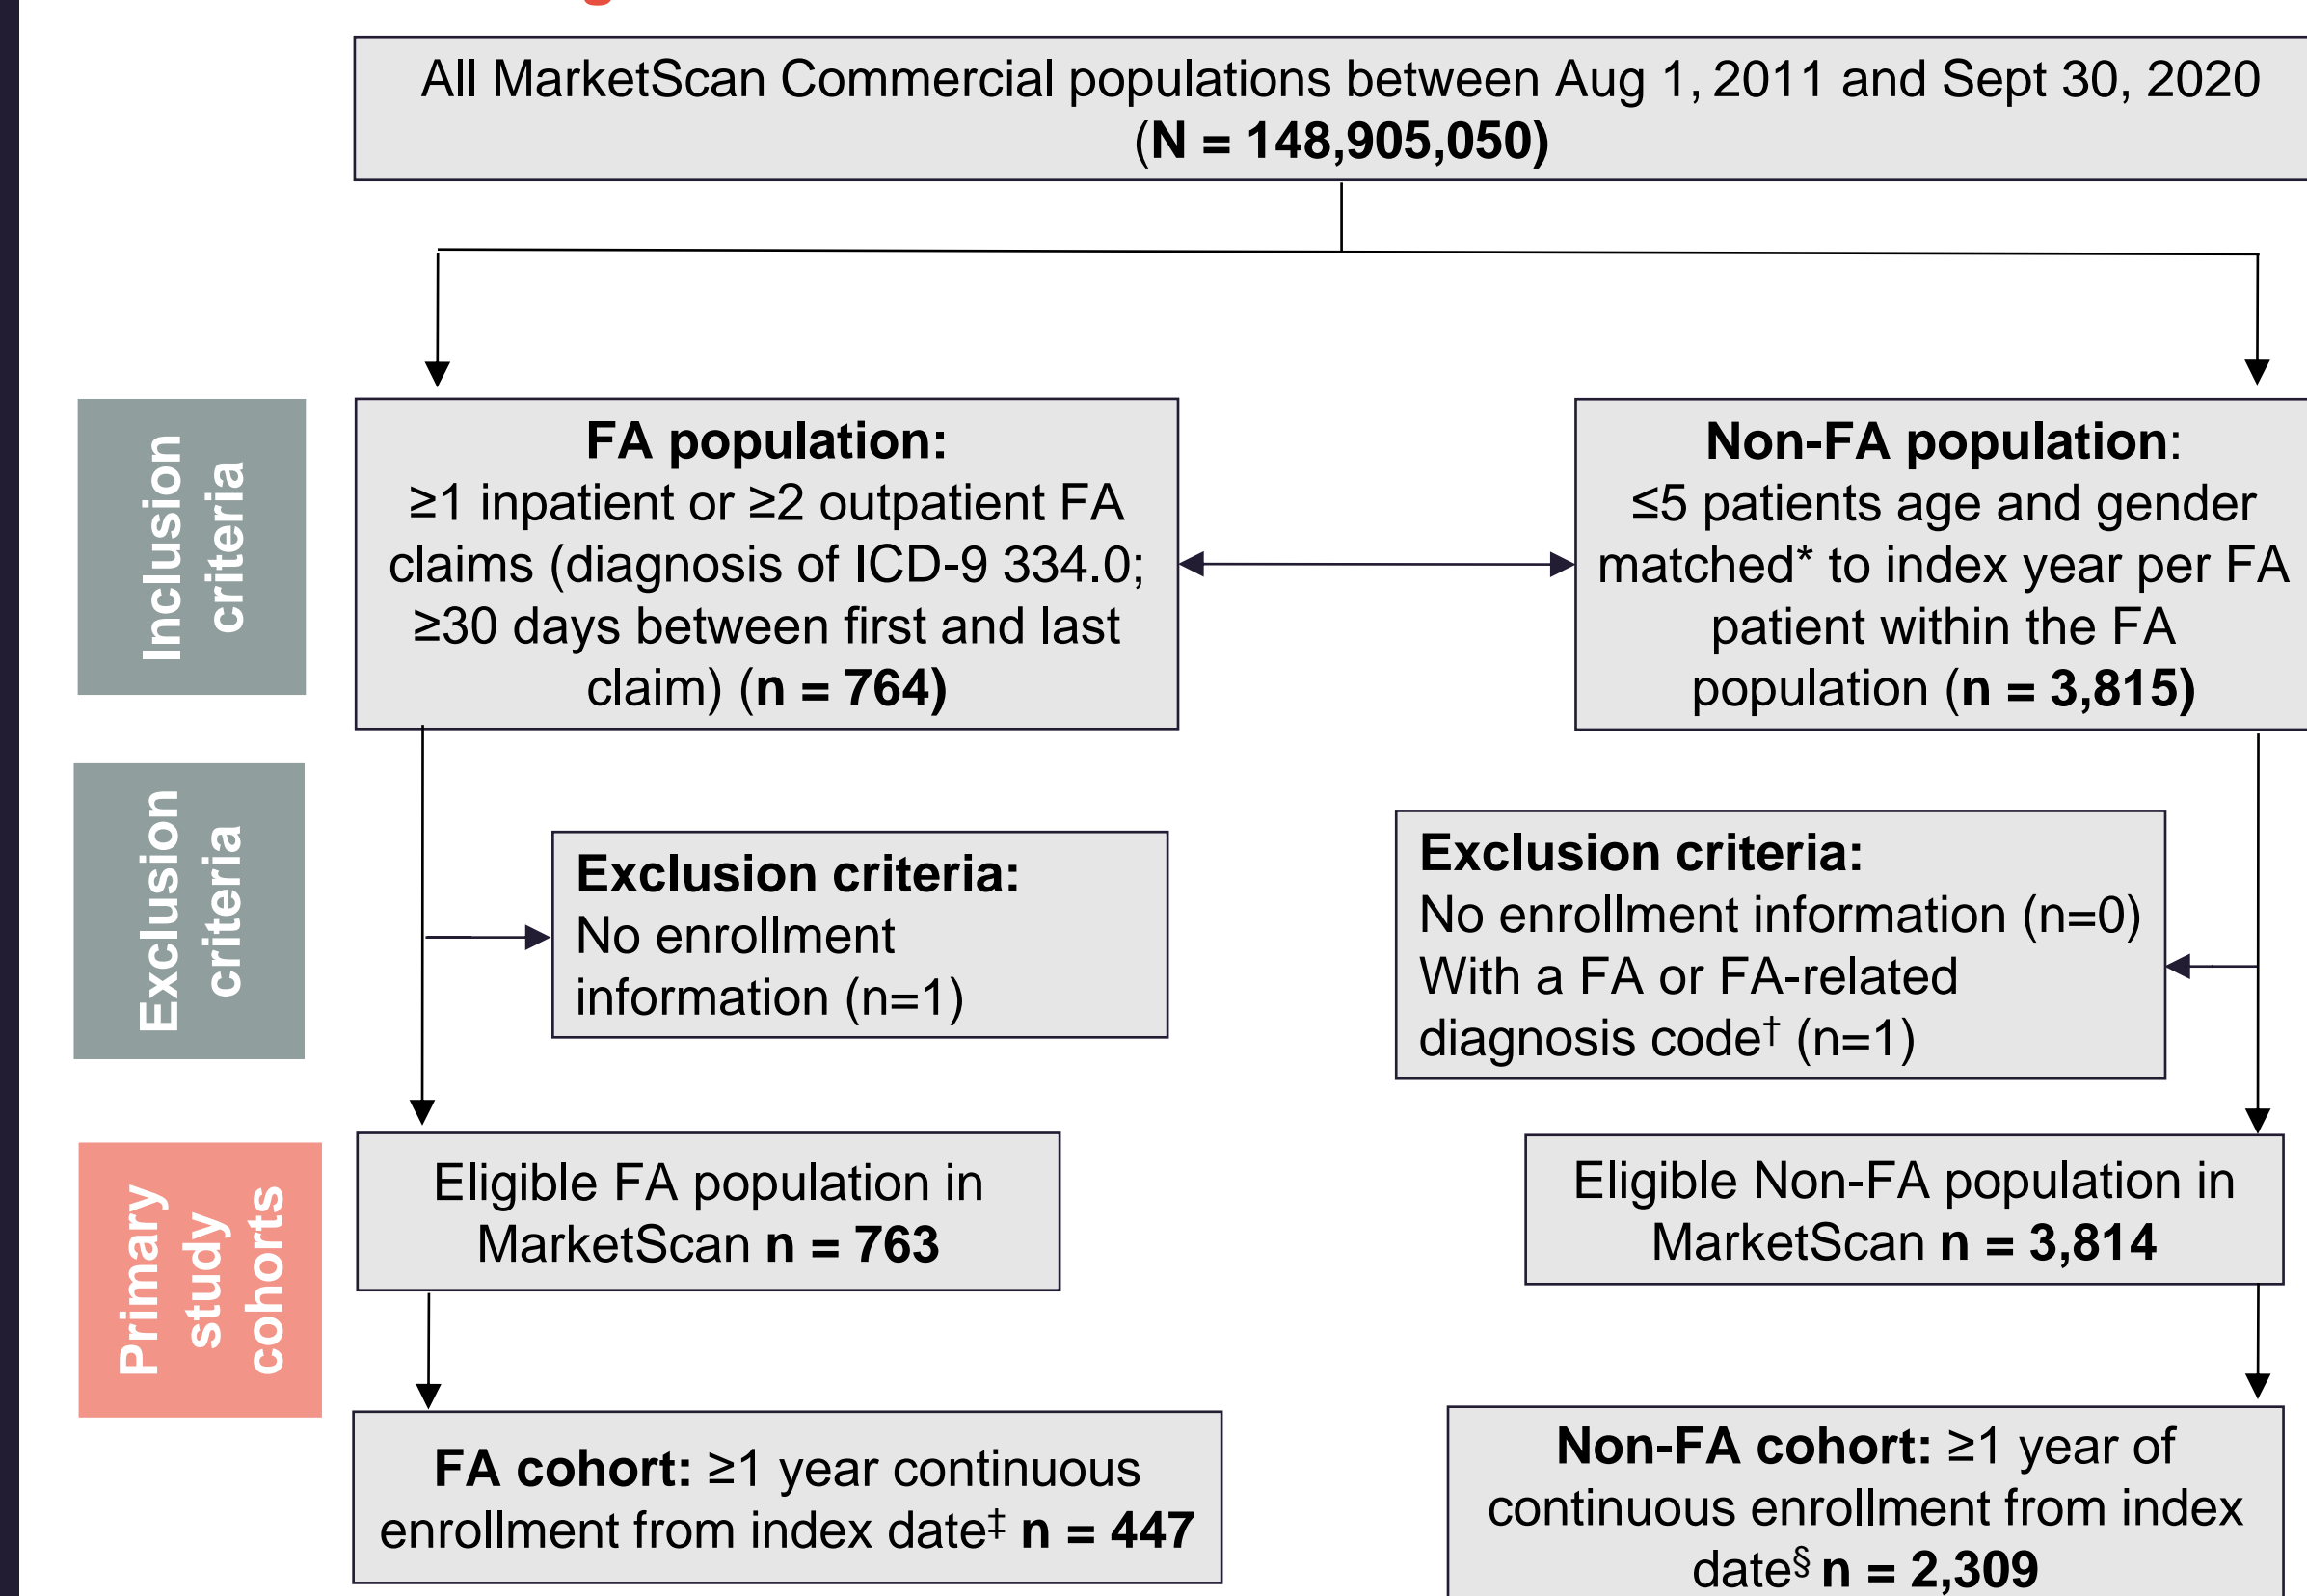 All MarketScan Commercial populations between Aug 1, 2011 and Sept 30, 2020
(N = 148,905,050)
Inclusion
criteria
FA population:
≥1 inpatient or ≥2 outpatient FA
claims (diagnosis of ICD-9 334.0;
≥30 days between first and last
claim) (n = 764)
Non-FA population:
≤5 patients age and gender
matched* to index year per FA
patient within the FA
population (n = 3,815)
Exclusion
criteria
Exclusion criteria:
No enrollment
information (n=1)
Exclusion criteria:
No enrollment information (n=0)
With a FA or FA-related
diagnosis code† (n=1)
Primary
study
cohorts
Eligible FA population in
MarketScan n = 763
Eligible Non-FA population in
MarketScan n = 3,814
FA cohort: ≥1 year continuous
enrollment from index date‡ n = 447
Non-FA cohort: ≥1 year of
continuous enrollment from index
date§ n = 2,309